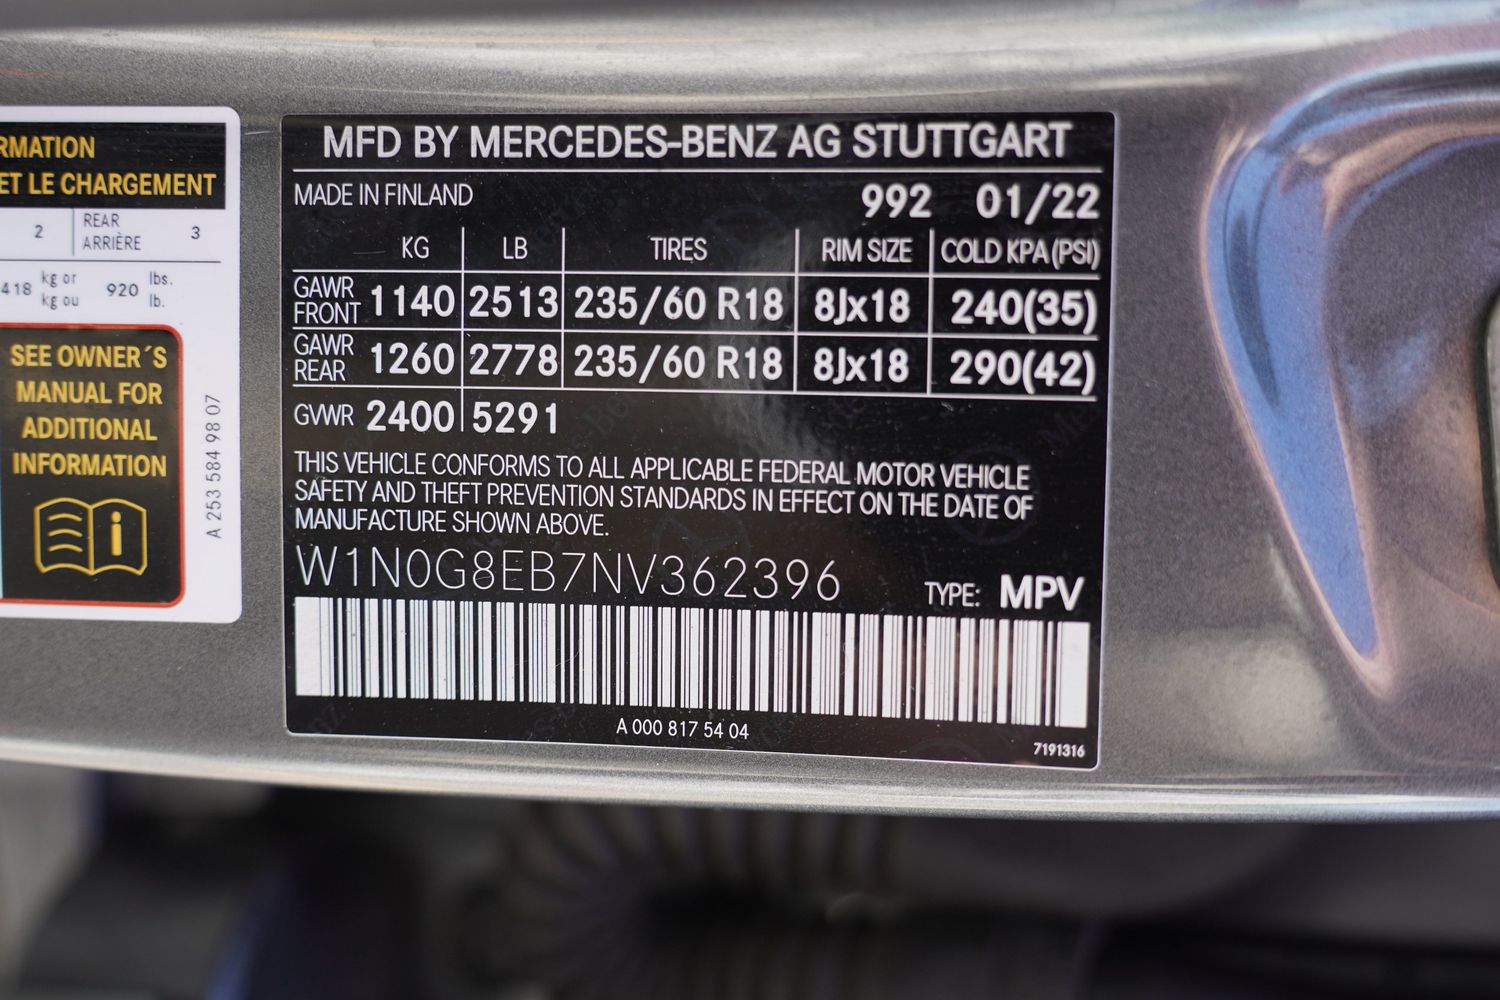 RMATION
ET LE CHARGEMENT
2 REAR ARRIÈRE 3
418 kg or kg ou 920 lbs. lb.
SEE OWNER´S
MANUAL FOR
ADDITIONAL
INFORMATION
A 253 584 98 07
MFD BY MERCEDES-BENZ AG STUTTGART
MADE IN FINLAND 992 01/22
KG LB TIRES RIM SIZE COLD KPA(PSI)
GAWR FRONT 1140 2513 235/60 R18 8Jx18 240(35)
GAWR REAR 1260 2778 235/60 R18 8Jx18 290(42)
GVWR 2400 5291
THIS VEHICLE CONFORMS TO ALL APPLICABLE FEDERAL MOTOR VEHICLE
SAFETY AND THEFT PREVENTION STANDARDS IN EFFECT ON THE DATE OF
MANUFACTURE SHOWN ABOVE.
W1N0G8EB7NV362396 TYPE: MPV
A 000 817 54 04
7191316